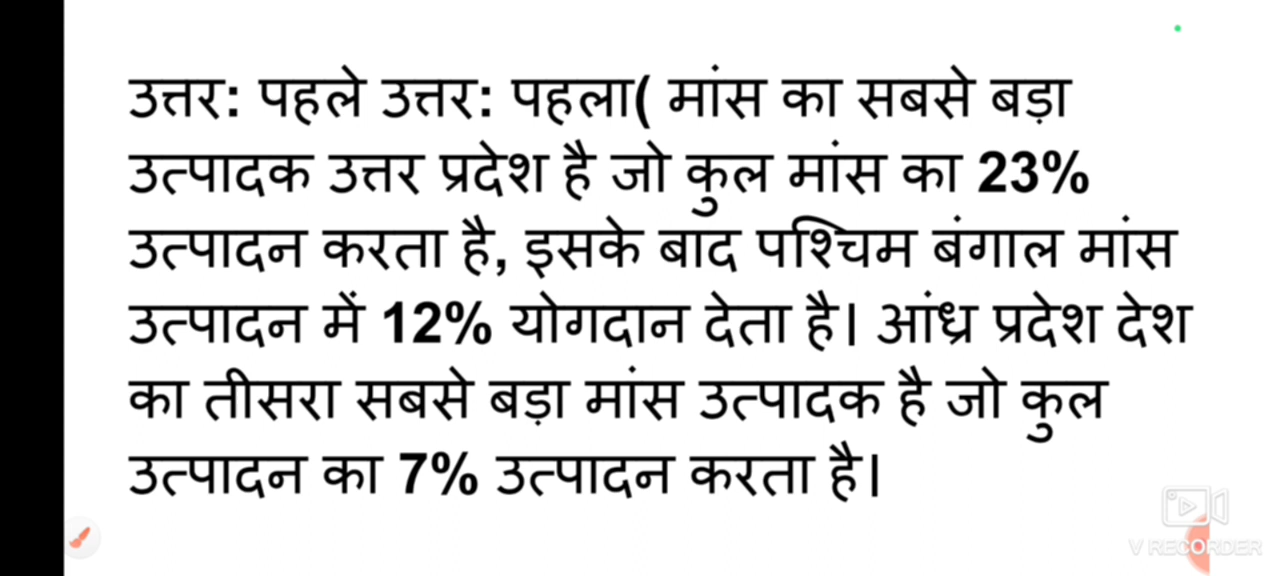 उत्तर: पहले उत्तर: पहला( मांस का सबसे बड़ा
उत्पादक उत्तर प्रदेश है जो कुल मांस का 23%
उत्पादन करता है, इसके बाद पश्चिम बंगाल मांस
उत्पादन में 12% योगदान देता है। आंध्र प्रदेश देश
का तीसरा सबसे बड़ा मांस उत्पादक है जो कुल
उत्पादन का 7% उत्पादन करता है।
V RECORDER